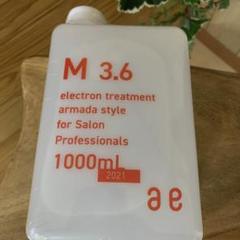 M 3.6
electron treatment
armada style
for Salon
Professionals
1000ml
2021
ae